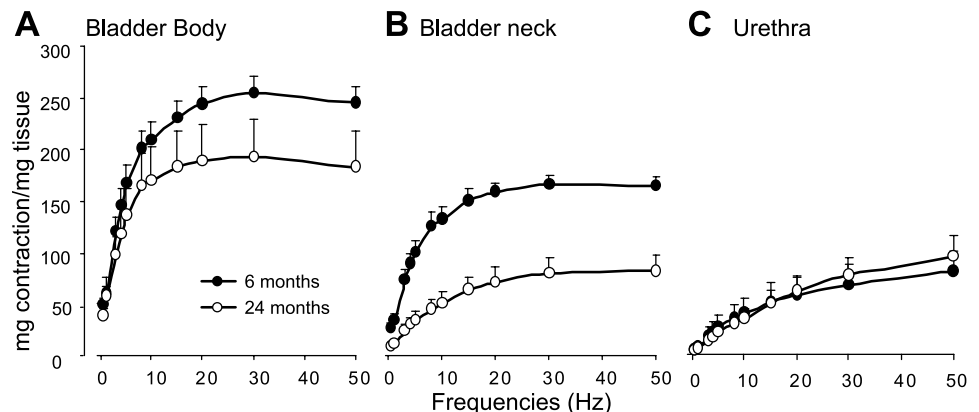 A Bladder Body
B Bladder neck
C Urethra
mg contraction/mg tissue
300
250
200
150
100
50
0
6 months
24 months
0 10 20 30 40 50
0 10 20 30 40 50
0 10 20 30 40 50
Frequencies (Hz)